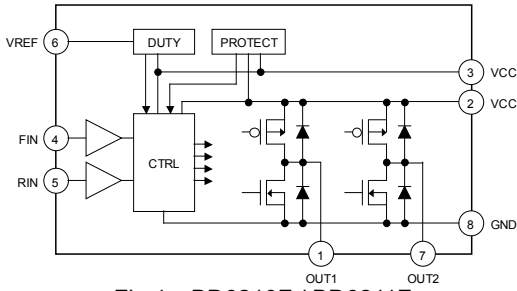 VREF 6 DUTY PROTECT
3 VCC
2 VCC
FIN 4
CTRL
RIN 5
8 GND
1 7
OUT1 OUT2